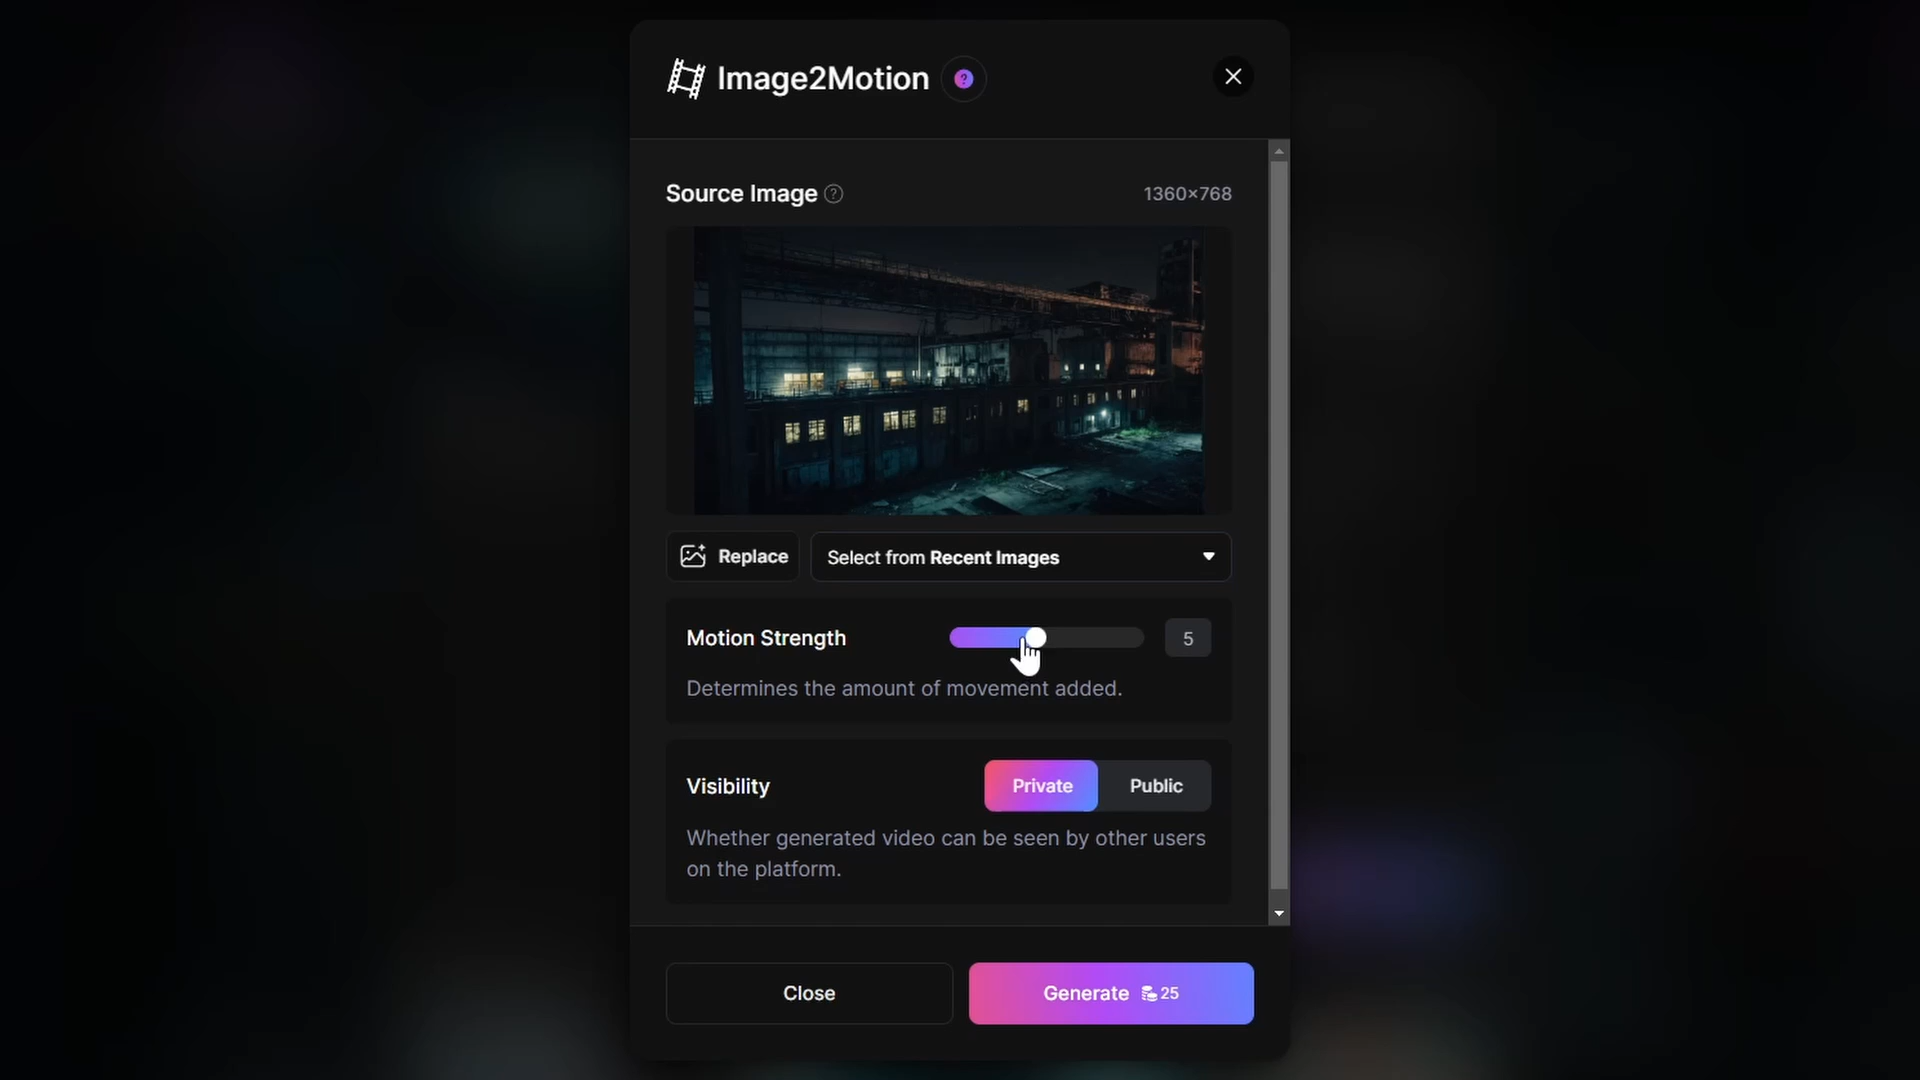 Image2Motion ?
Source Image ? 1360×768
Replace Select from Recent Images
Motion Strength 5
Determines the amount of movement added.
Visibility Private Public
Whether generated video can be seen by other users
on the platform.
Close Generate 25